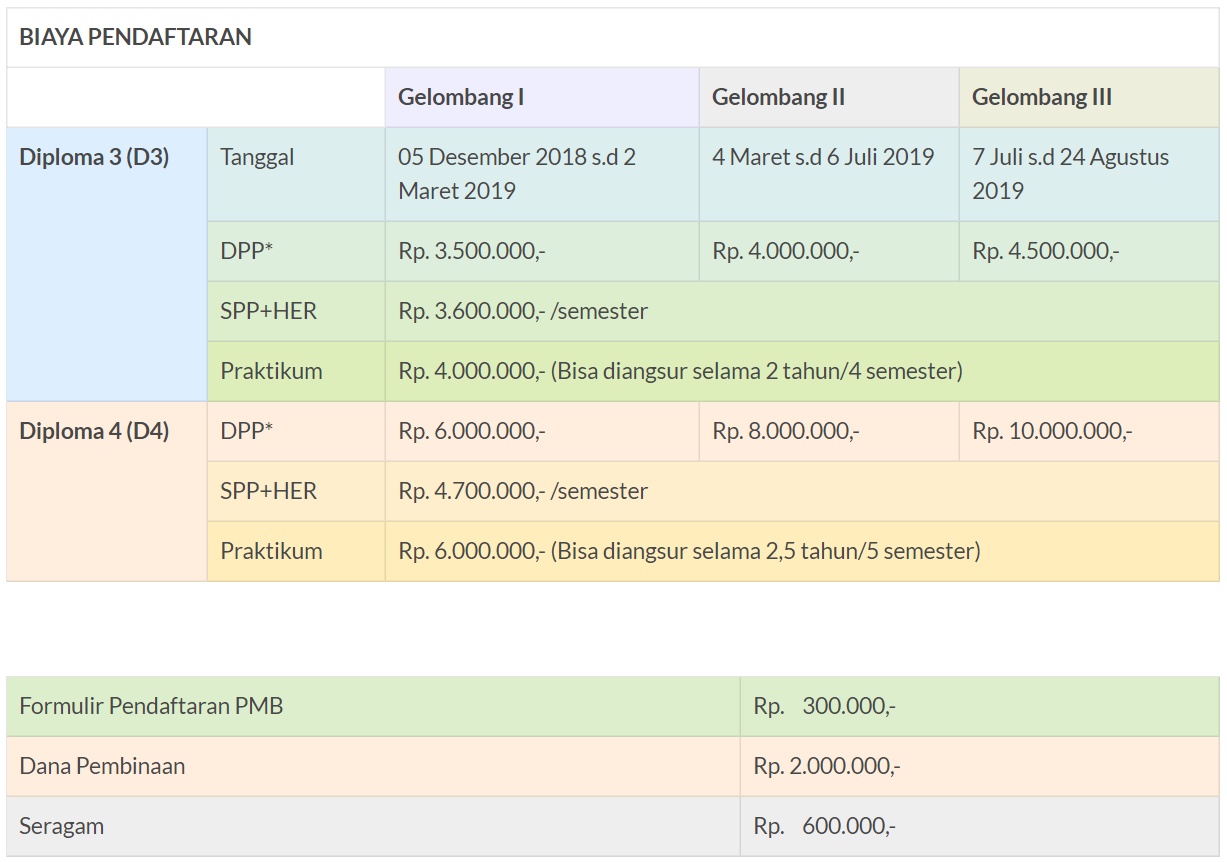 BIAYA PENDAFTARAN
Gelombang I Gelombang II Gelombang III
Diploma 3 (D3) Tanggal 05 Desember 2018 s.d 2 4 Maret s.d 6 Juli 2019 7 Juli s.d 24 Agustus
Maret 2019 2019
DPP* Rp. 3.500.000,- Rp. 4.000.000,- Rp. 4.500.000,-
SPP+HER Rp. 3.600.000,- /semester
Praktikum Rp. 4.000.000,- (Bisa diangsur selama 2 tahun/4 semester)
Diploma 4 (D4) DPP* Rp. 6.000.000,- Rp. 8.000.000,- Rp. 10.000.000,-
SPP+HER Rp. 4.700.000,- /semester
Praktikum Rp. 6.000.000,- (Bisa diangsur selama 2,5 tahun/5 semester)
Formulir Pendaftaran PMB Rp. 300.000,-
Dana Pembinaan Rp. 2.000.000,-
Seragam Rp. 600.000,-